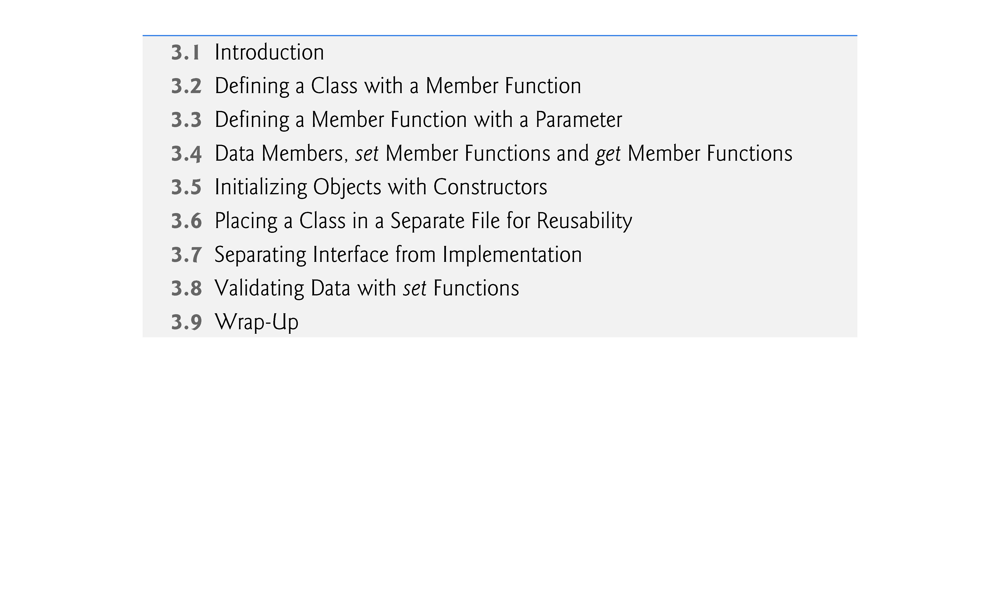 3.1 Introduction
3.2 Defining a Class with a Member Function
3.3 Defining a Member Function with a Parameter
3.4 Data Members, set Member Functions and get Member Functions
3.5 Initializing Objects with Constructors
3.6 Placing a Class in a Separate File for Reusability
3.7 Separating Interface from Implementation
3.8 Validating Data with set Functions
3.9 Wrap-Up